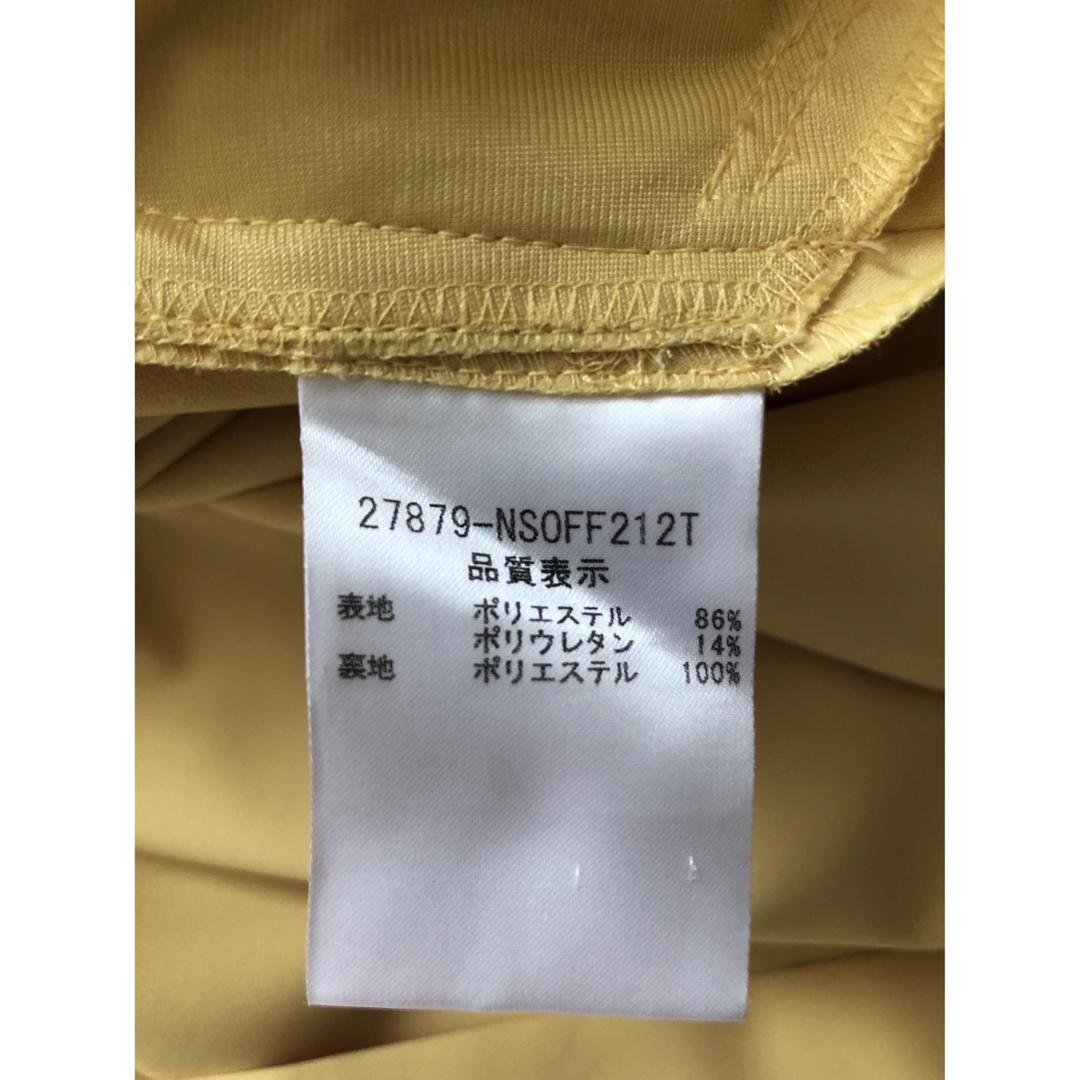 27879-NSOFF212T
品質表示
表地 ポリエステル 86%
ポリウレタン 14%
裏地 ポリエステル 100%